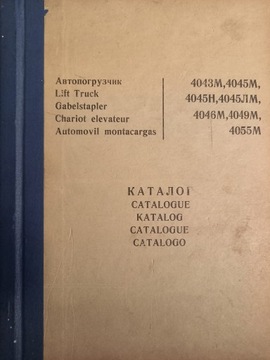 Автопогрузчик
Lift Truck
Gabelstapler
Chariot elevateur
Automovil montacargas
4043М,4045М,
4045Н,4045ЛМ,
4046М,4049М,
4055М
КАТАЛОГ
CATALOGUE
KATALOG
CATALOGUE
CATALOGO